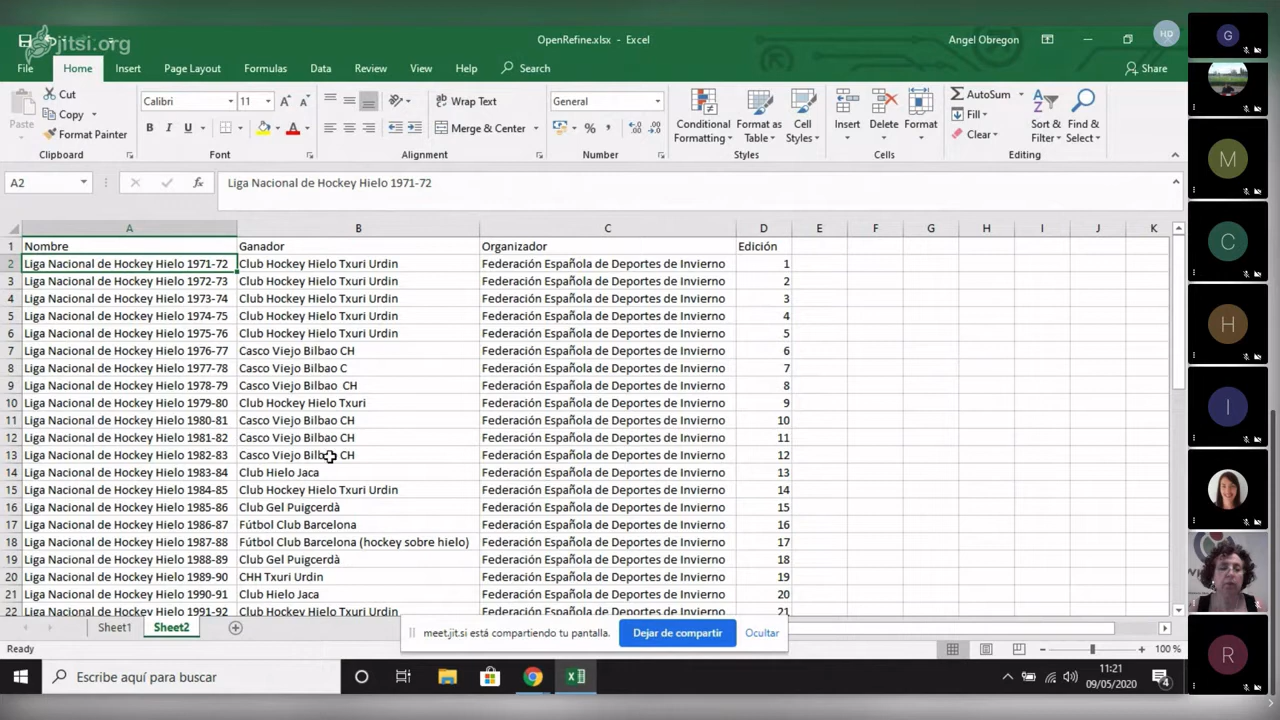 jitsi.org
OpenRefine.xlsx - Excel
Angel Obregon
HD
File Home Insert Page Layout Formulas Data Review View Help Search Share
Cut
Copy
Format Painter
Paste
Clipboard
Calibri 11
B I U
Font
Wrap Text
Merge & Center
Alignment
General
Number
Conditional Formatting
Format as Table
Cell Styles
Styles
Insert Delete Format
Cells
AutoSum
Fill
Clear
Sort & Filter
Find & Select
Editing
A2 fx Liga Nacional de Hockey Hielo 1971-72
A B C D E F G H I J K
1 Nombre Ganador Organizador Edición
2 Liga Nacional de Hockey Hielo 1971-72 Club Hockey Hielo Txuri Urdin Federación Española de Deportes de Invierno 1
3 Liga Nacional de Hockey Hielo 1972-73 Club Hockey Hielo Txuri Urdin Federación Española de Deportes de Invierno 2
4 Liga Nacional de Hockey Hielo 1973-74 Club Hockey Hielo Txuri Urdin Federación Española de Deportes de Invierno 3
5 Liga Nacional de Hockey Hielo 1974-75 Club Hockey Hielo Txuri Urdin Federación Española de Deportes de Invierno 4
6 Liga Nacional de Hockey Hielo 1975-76 Club Hockey Hielo Txuri Urdin Federación Española de Deportes de Invierno 5
7 Liga Nacional de Hockey Hielo 1976-77 Casco Viejo Bilbao CH Federación Española de Deportes de Invierno 6
8 Liga Nacional de Hockey Hielo 1977-78 Casco Viejo Bilbao C Federación Española de Deportes de Invierno 7
9 Liga Nacional de Hockey Hielo 1978-79 Casco Viejo Bilbao  CH Federación Española de Deportes de Invierno 8
10 Liga Nacional de Hockey Hielo 1979-80 Club Hockey Hielo Txuri Federación Española de Deportes de Invierno 9
11 Liga Nacional de Hockey Hielo 1980-81 Casco Viejo Bilbao CH Federación Española de Deportes de Invierno 10
12 Liga Nacional de Hockey Hielo 1981-82 Casco Viejo Bilbao CH Federación Española de Deportes de Invierno 11
13 Liga Nacional de Hockey Hielo 1982-83 Casco Viejo Bilbao CH Federación Española de Deportes de Invierno 12
14 Liga Nacional de Hockey Hielo 1983-84 Club Hielo Jaca Federación Española de Deportes de Invierno 13
15 Liga Nacional de Hockey Hielo 1984-85 Club Hockey Hielo Txuri Urdin Federación Española de Deportes de Invierno 14
16 Liga Nacional de Hockey Hielo 1985-86 Club Gel Puigcerdà Federación Española de Deportes de Invierno 15
17 Liga Nacional de Hockey Hielo 1986-87 Fútbol Club Barcelona Federación Española de Deportes de Invierno 16
18 Liga Nacional de Hockey Hielo 1987-88 Fútbol Club Barcelona (hockey sobre hielo) Federación Española de Deportes de Invierno 17
19 Liga Nacional de Hockey Hielo 1988-89 Club Gel Puigcerdà Federación Española de Deportes de Invierno 18
20 Liga Nacional de Hockey Hielo 1989-90 CHH Txuri Urdin Federación Española de Deportes de Invierno 19
21 Liga Nacional de Hockey Hielo 1990-91 Club Hielo Jaca Federación Española de Deportes de Invierno 20
22 Liga Nacional de Hockey Hielo 1991-92 Club Hockey Hielo Txuri Urdin Federación Española de Deportes de Invierno 21
Sheet1 Sheet2
meet.jit.si está compartiendo tu pantalla. Dejar de compartir Ocultar
Ready 100 %
Escribe aquí para buscar
11:21
09/05/2020
4
G
M
C
H
I
R